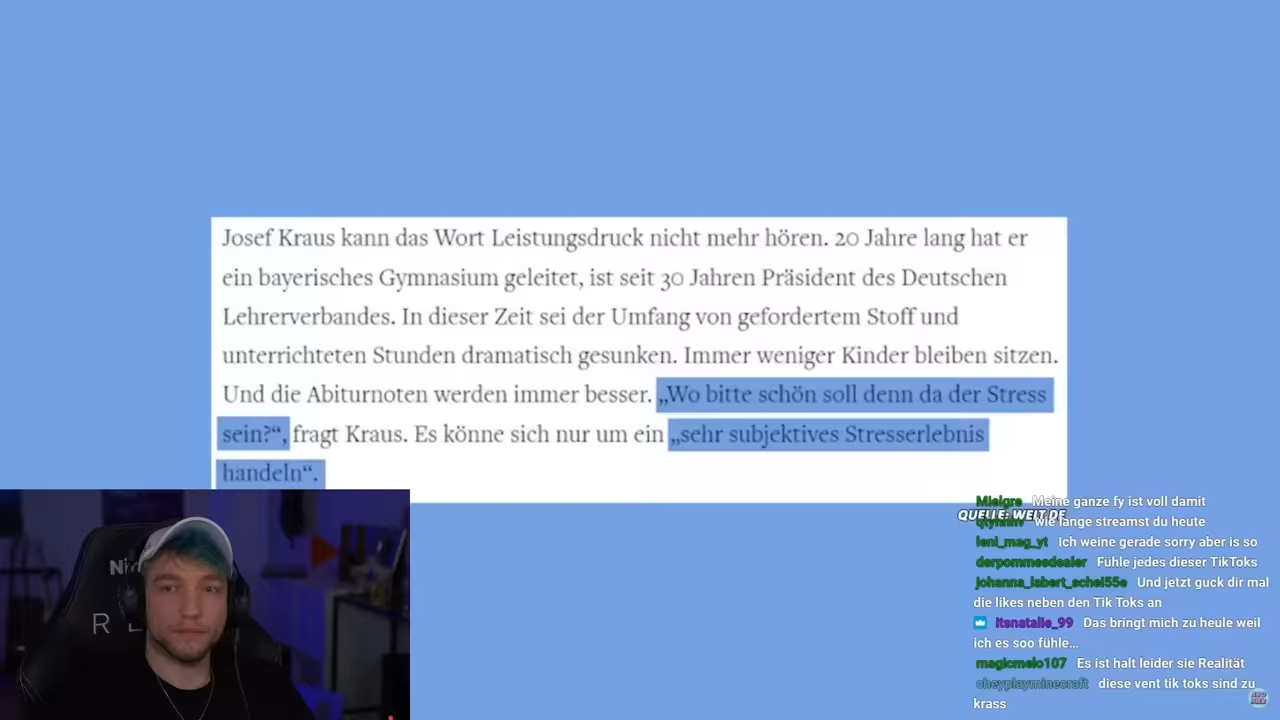 Josef Kraus kann das Wort Leistungsdruck nicht mehr hören. 20 Jahre lang hat er
ein bayerisches Gymnasium geleitet, ist seit 30 Jahren Präsident des Deutschen
Lehrerverbandes. In dieser Zeit sei der Umfang von gefordertem Stoff und
unterrichteten Stunden dramatisch gesunken. Immer weniger Kinder bleiben sitzen.
Und die Abiturnoten werden immer besser. „Wo bitte schön soll denn da der Stress
sein?“, fragt Kraus. Es könne sich nur um ein „sehr subjektives Stresserlebnis
handeln“.
QUELLE: WELT.DE
Mielgre Meine ganze fy ist voll damit
wie lange streamst du heute
leni_mag_yt Ich weine gerade sorry aber is so
derpommesdealer Fühle jedes dieser TikToks
johanna_labert_schei55e Und jetzt guck dir mal
die likes neben den Tik Toks an
itsnatalie_99 Das bringt mich zu heule weil
ich es soo fühle…
magicmelo107 Es ist halt leider sie Realität
cheyplayminecraft diese vent tik toks sind zu
krass